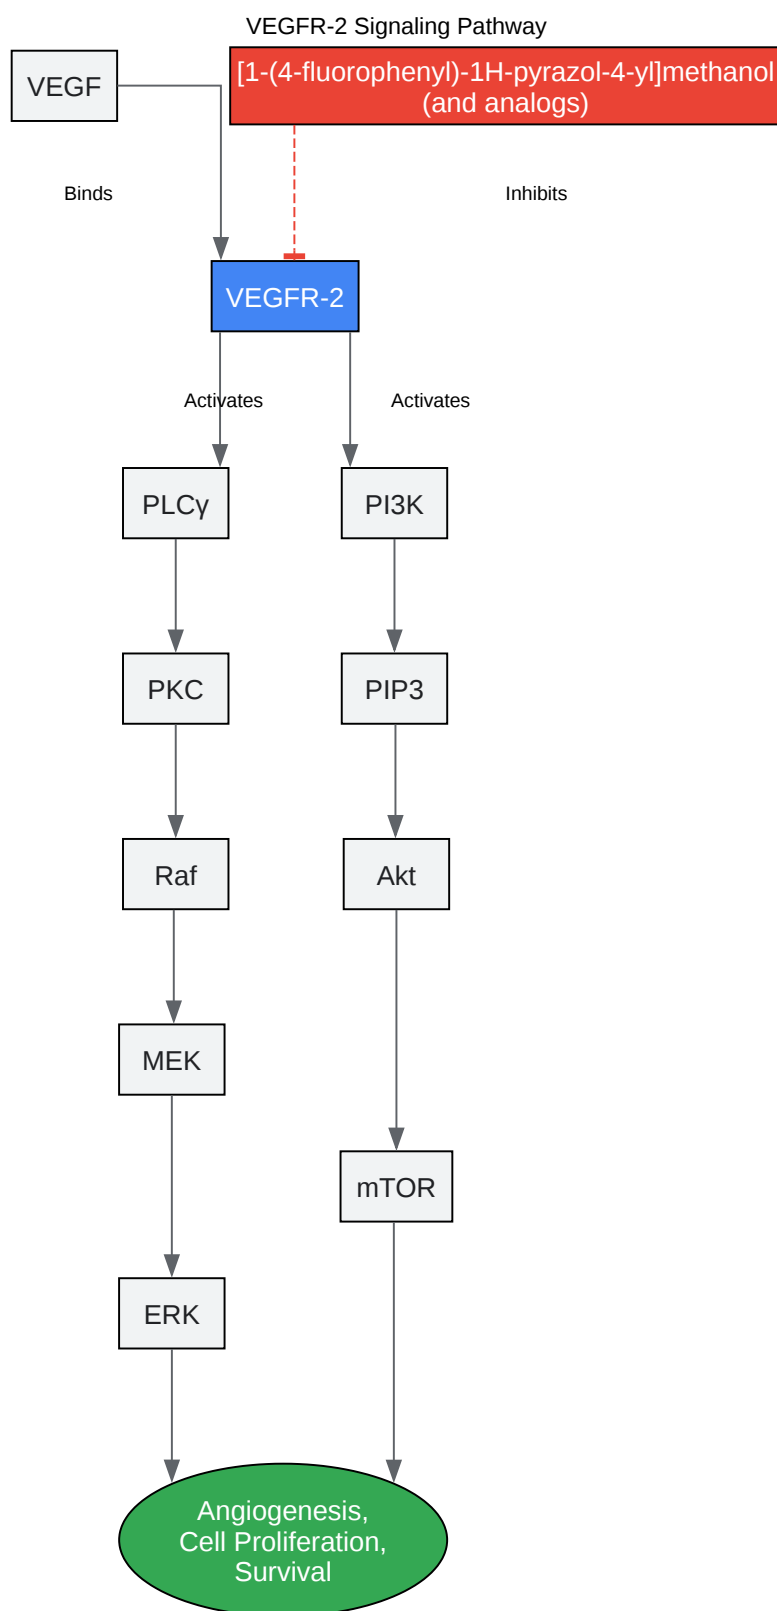 VEGFR-2 Signaling Pathway
VEGF
[1-(4-fluorophenyl)-1H-pyrazol-4-yl]methanol
(and analogs)
Binds
Inhibits
VEGFR-2
Activates
Activates
PLCγ
PI3K
PKC
PIP3
Raf
Akt
MEK
mTOR
ERK
Angiogenesis,
Cell Proliferation,
Survival